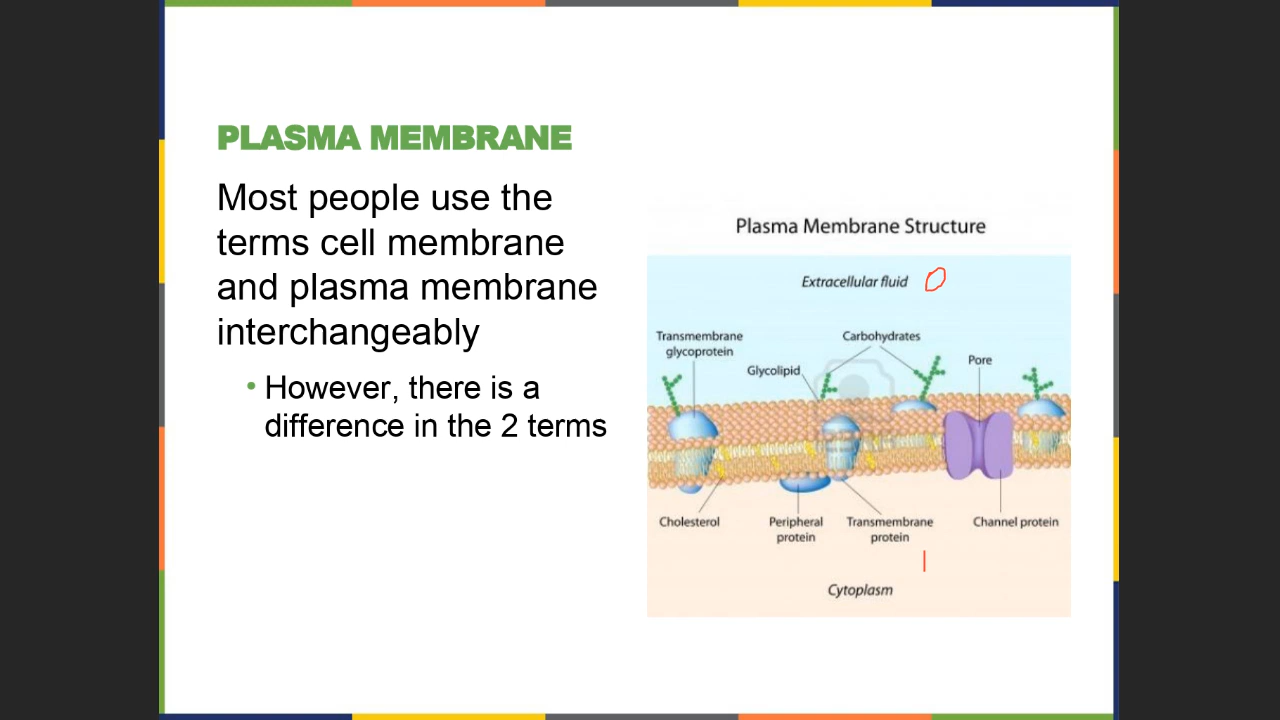 PLASMA MEMBRANE
Most people use the
terms cell membrane
and plasma membrane
interchangeably
• However, there is a
difference in the 2 terms
Plasma Membrane Structure
Extracellular fluid O
Transmembrane
glycoprotein
Carbohydrates
Glycolipid
Pore
Cholesterol
Peripheral
protein
Transmembrane
protein
Channel protein
I
Cytoplasm